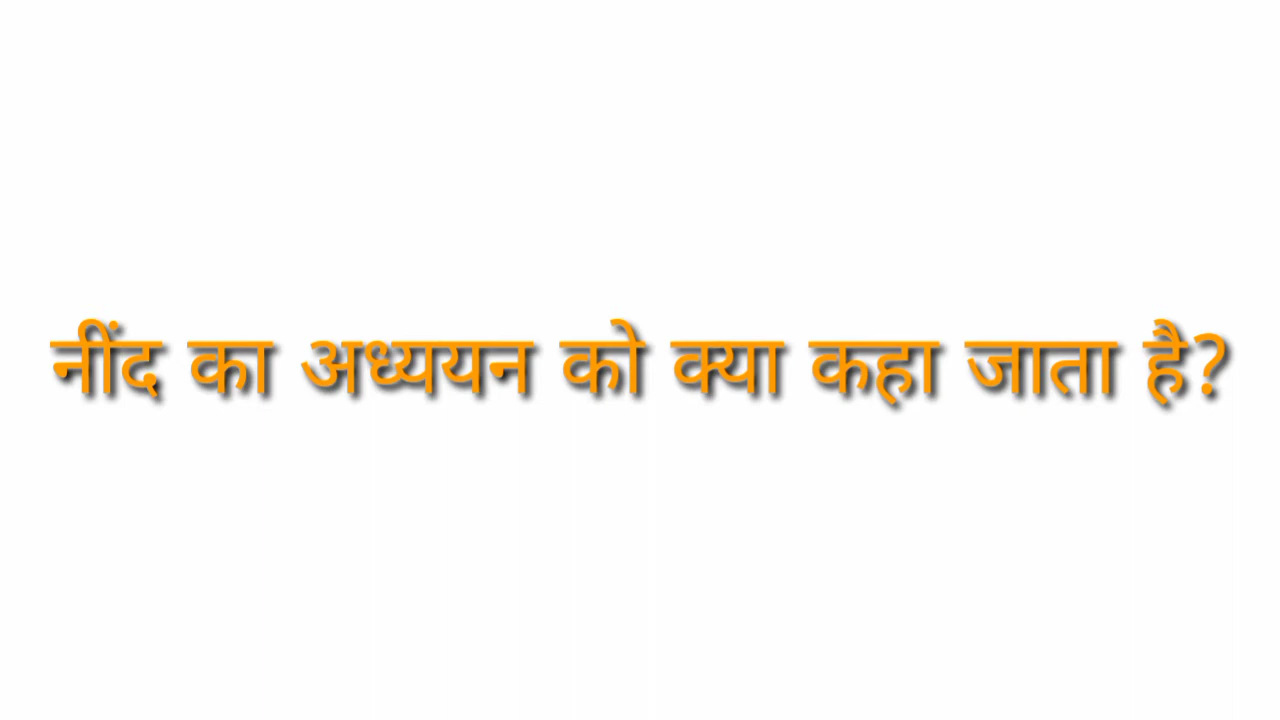 नींद का अध्ययन को क्या कहा जाता है?